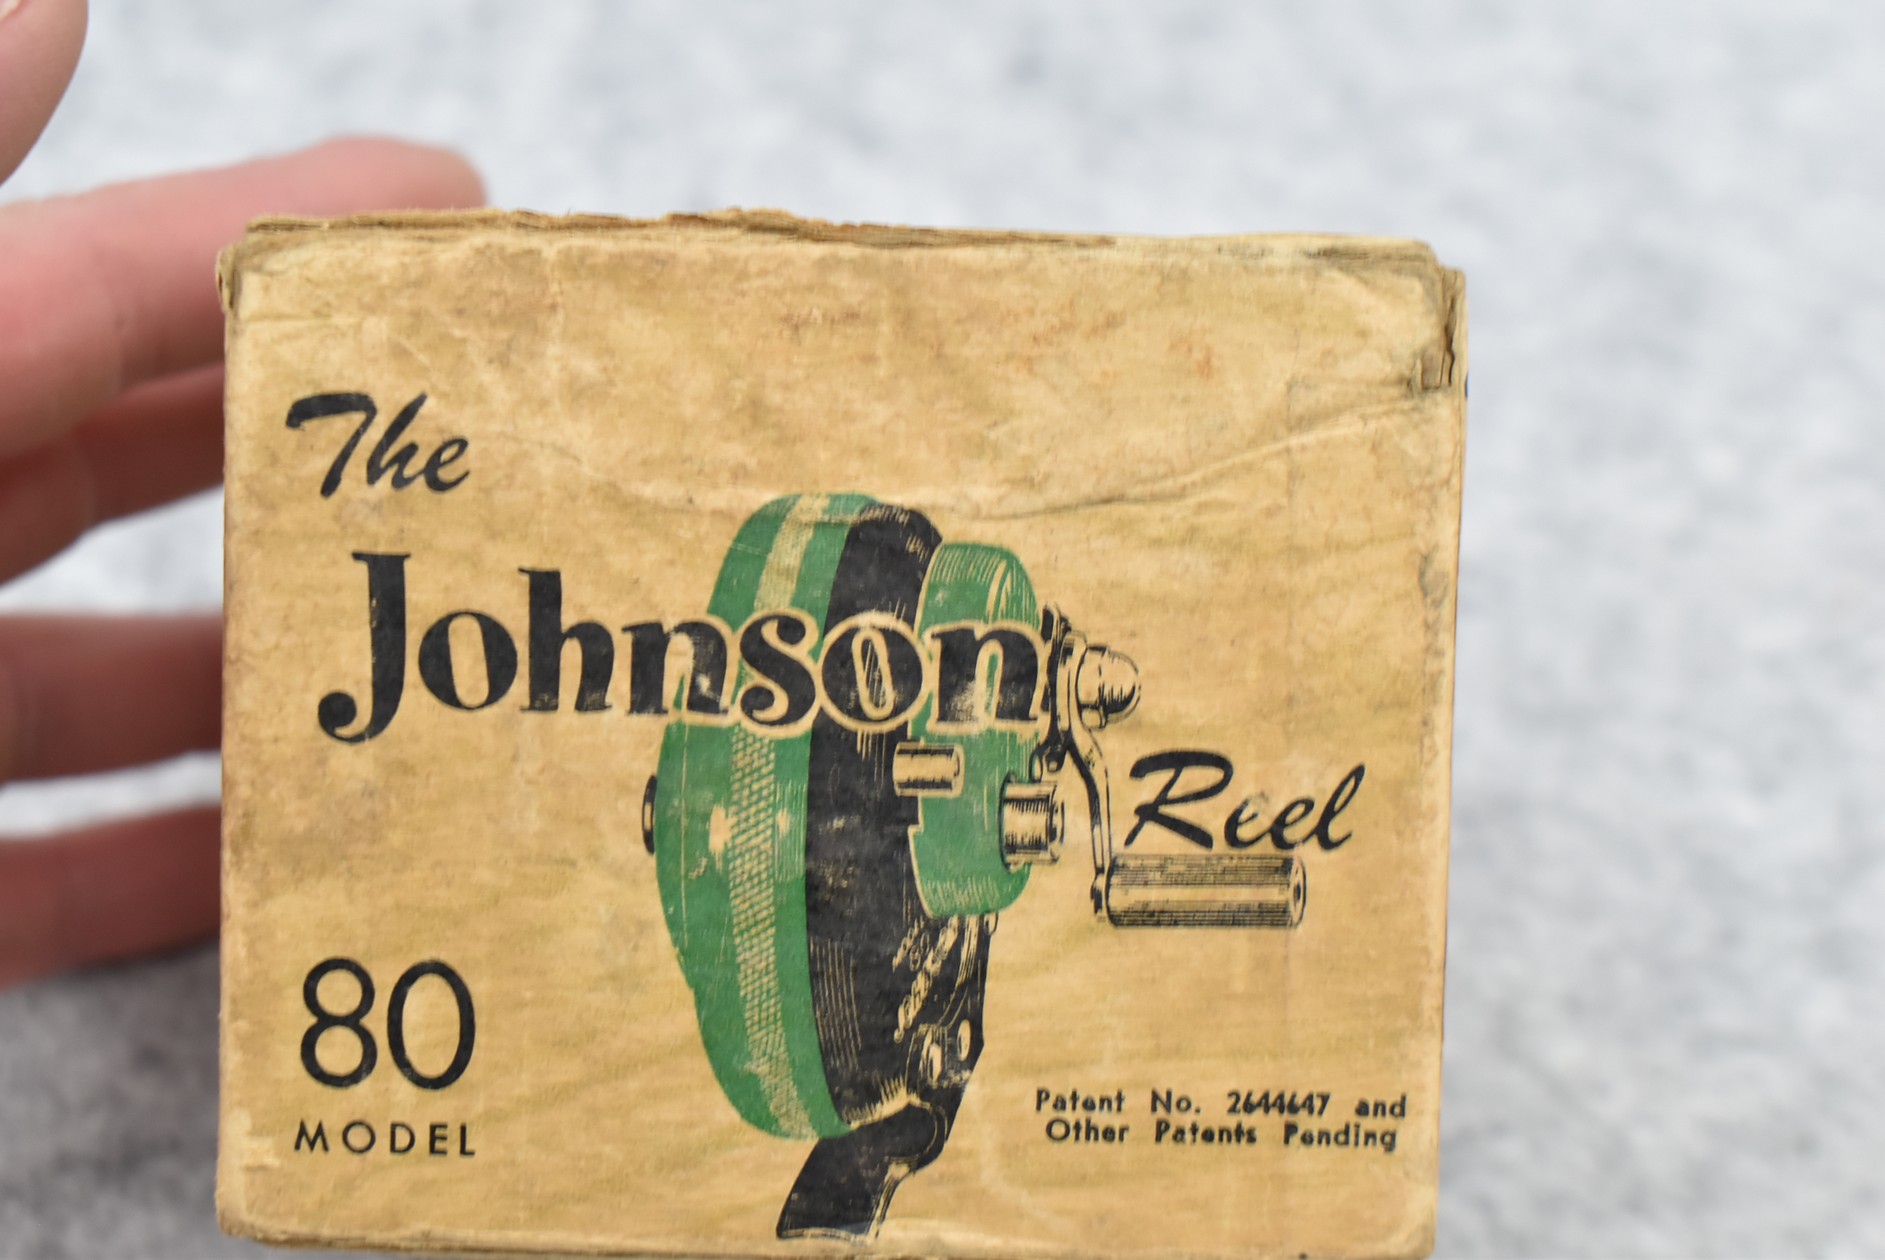 The
Johnson
Reel
80
MODEL
Patent No. 2644647 and
Other Patents Pending